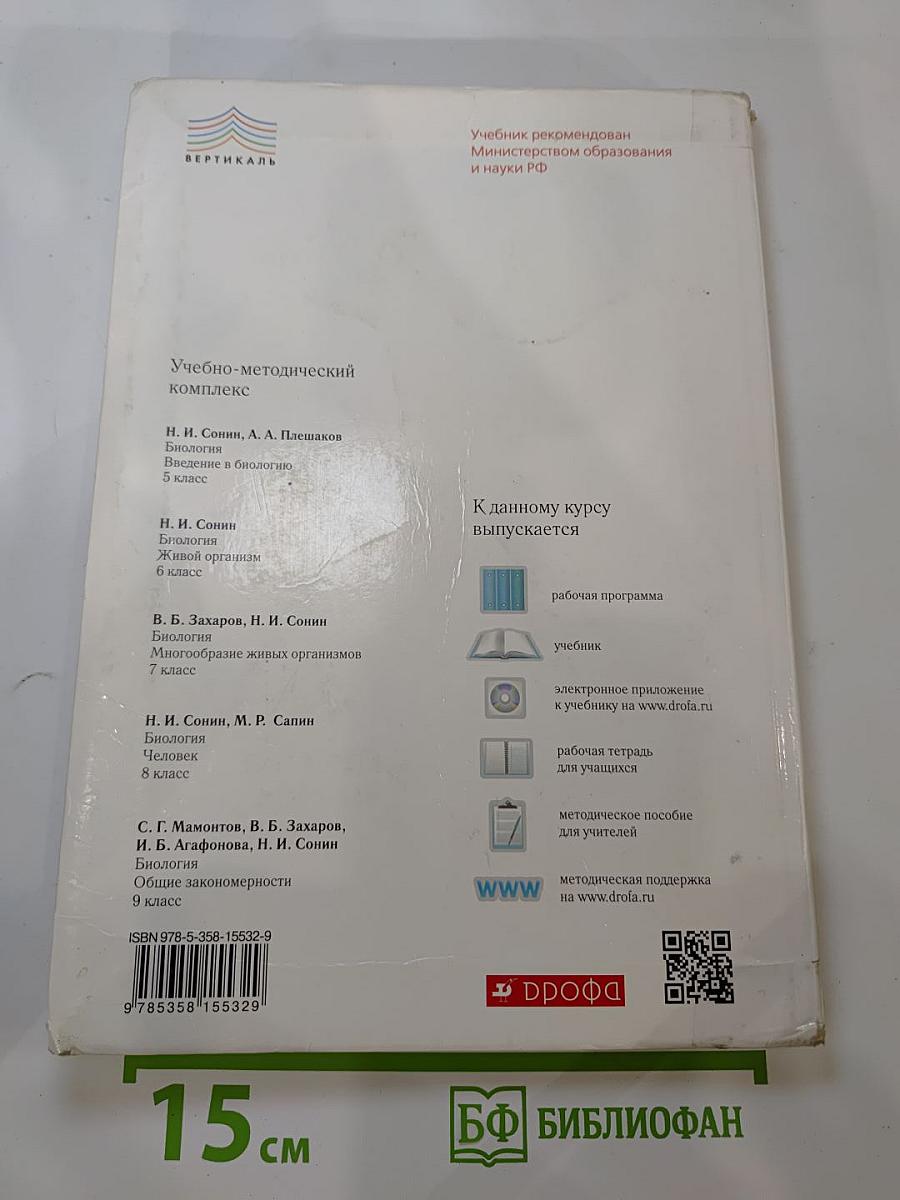 ВЕРТИКАЛЬ
Учебник рекомендован
Министерством образования
и науки РФ
Учебно-методический
комплекс
Н. И. Сонин, А. А. Плешаков
Биология
Введение в биологию
5 класс
Н. И. Сонин
Биология
Живой организм
6 класс
В. Б. Захаров, Н. И. Сонин
Биология
Многообразие живых организмов
7 класс
Н. И. Сонин, М. Р. Сапин
Биология
Человек
8 класс
С. Г. Мамонтов, В. Б. Захаров,
И. Б. Агафонова, Н. И. Сонин
Биология
Общие закономерности
9 класс
ISBN 978-5-358-15532-9
9 785358 155329
К данному курсу
выпускается
рабочая программа
учебник
электронное приложение
к учебнику на www.drofa.ru
рабочая тетрадь
для учащихся
методическое пособие
для учителей
www
методическая поддержка
на www.drofa.ru
дрофа
15 см
БФ БИБЛИОФАН